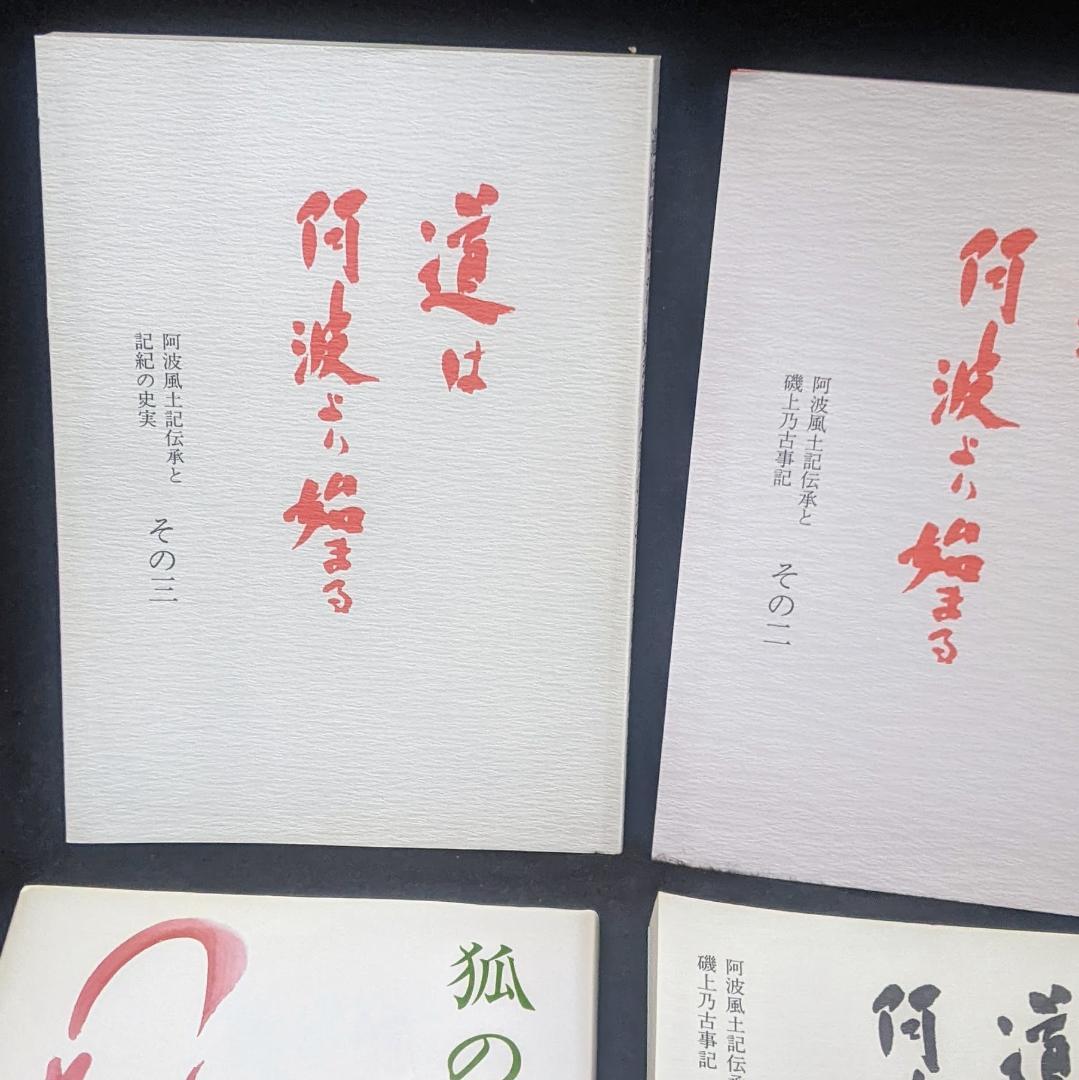 道は
阿波より始まる
阿波風土記伝承と
記紀の史実
その三
阿波より始まる
阿波風土記伝承と
磯上乃古事記
その二
狐の
道
阿
阿波風土記伝承
磯上乃古事記